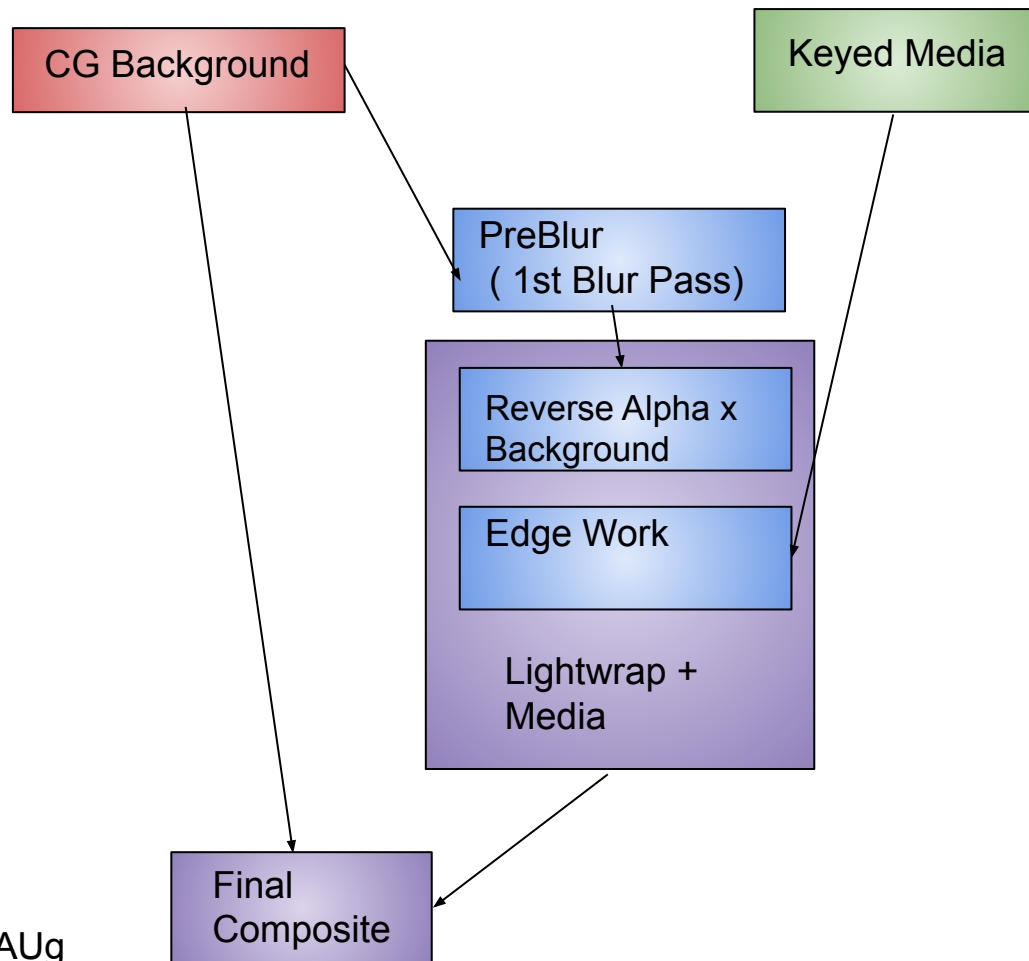 CG Background
Keyed Media
PreBlur
( 1st Blur Pass)
Reverse Alpha x
Background
Edge Work
Lightwrap +
Media
Final
Composite